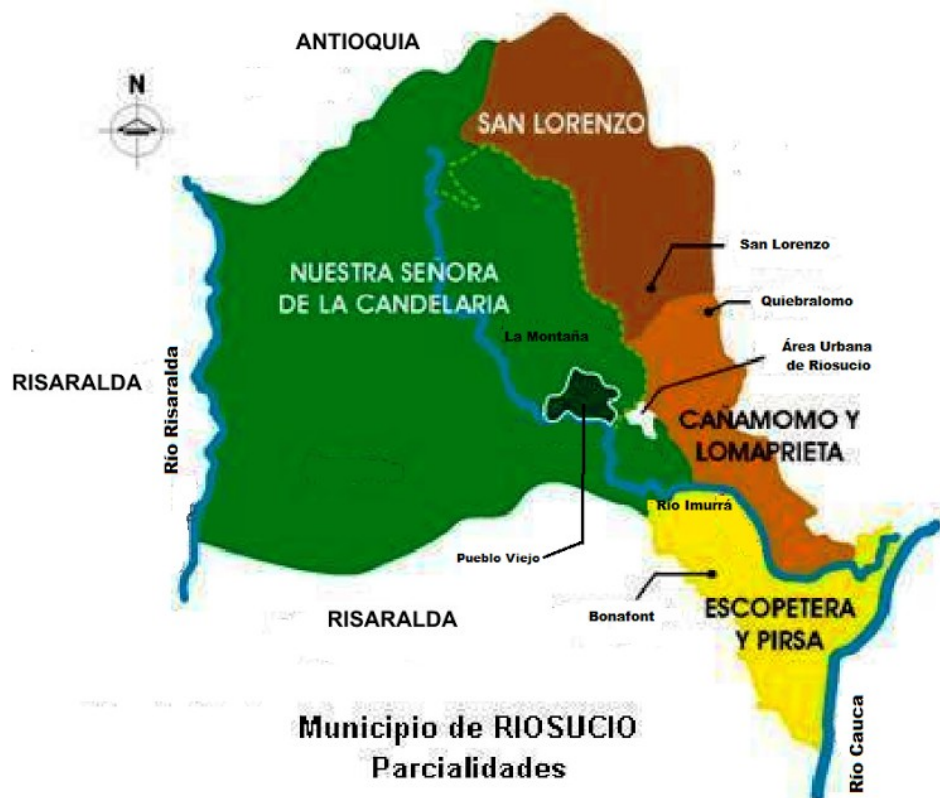 ANTIOQUIA
N
SAN LORENZO
San Lorenzo
NUESTRA SEÑORA
DE LA CANDELARIA
Quiebralomo
La Montaña
Área Urbana
de Riosucio
RISARALDA
Río Risaralda
CAÑAMOMO Y
LOMAPRIETA
Río Imurrá
Pueblo Viejo
Bonafont
ESCOPETERA
Y PIRSA
RISARALDA
Río Cauca
Municipio de RIOSUCIO
Parcialidades